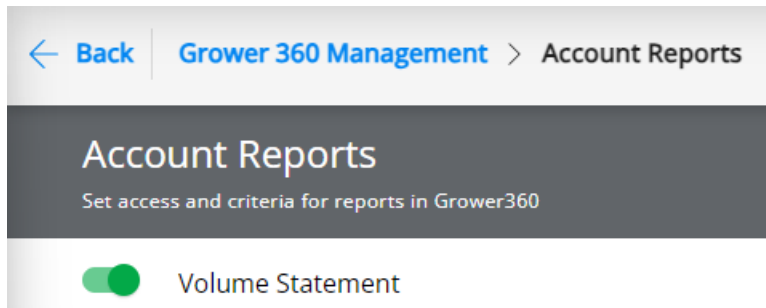 ← Back Grower 360 Management > Account Reports
Account Reports
Set access and criteria for reports in Grower360
Volume Statement